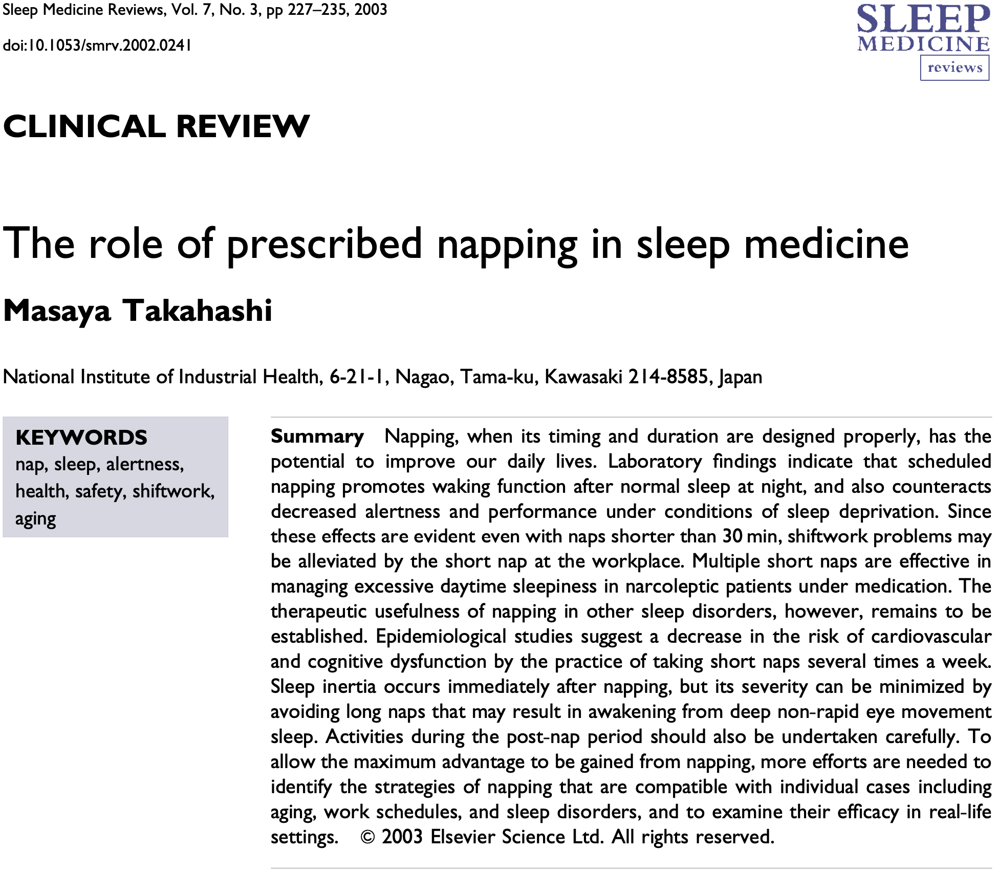 Sleep Medicine Reviews, Vol. 7, No. 3, pp 227–235, 2003
doi:10.1053/smrv.2002.0241
SLEEP
MEDICINE
reviews
CLINICAL REVIEW
The role of prescribed napping in sleep medicine
Masaya Takahashi
National Institute of Industrial Health, 6-21-1, Nagao, Tama-ku, Kawasaki 214-8585, Japan
KEYWORDS
nap, sleep, alertness,
health, safety, shiftwork,
aging
Summary Napping, when its timing and duration are designed properly, has the
potential to improve our daily lives. Laboratory findings indicate that scheduled
napping promotes waking function after normal sleep at night, and also counteracts
decreased alertness and performance under conditions of sleep deprivation. Since
these effects are evident even with naps shorter than 30 min, shiftwork problems may
be alleviated by the short nap at the workplace. Multiple short naps are effective in
managing excessive daytime sleepiness in narcoleptic patients under medication. The
therapeutic usefulness of napping in other sleep disorders, however, remains to be
established. Epidemiological studies suggest a decrease in the risk of cardiovascular
and cognitive dysfunction by the practice of taking short naps several times a week.
Sleep inertia occurs immediately after napping, but its severity can be minimized by
avoiding long naps that may result in awakening from deep non-rapid eye movement
sleep. Activities during the post-nap period should also be undertaken carefully. To
allow the maximum advantage to be gained from napping, more efforts are needed to
identify the strategies of napping that are compatible with individual cases including
aging, work schedules, and sleep disorders, and to examine their efficacy in real-life
settings. © 2003 Elsevier Science Ltd. All rights reserved.